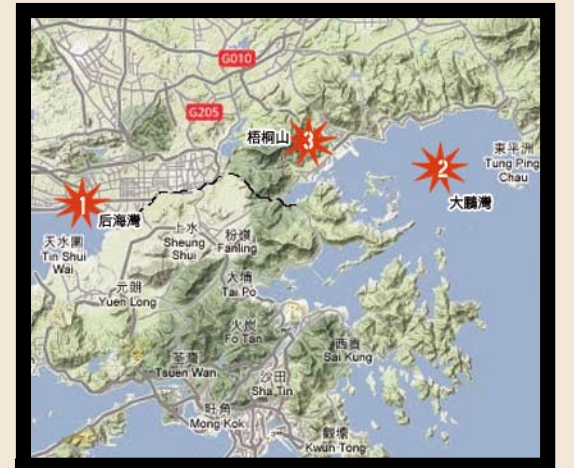 G010
G205
梧桐山
3
2
東平洲
Tung Ping
Chau
大鵬灣
1
后海灣
天水圍
Tin Shui
Wai
上水
Sheung
Shui
粉嶺
Fanling
元朗
Yuen Long
大埔
Tai Po
火炭
Fo Tan
西貢
Sai Kung
荃灣
Tsuen Wan
沙田
Sha Tin
旺角
Mong Kok
觀塘
Kwun Tong